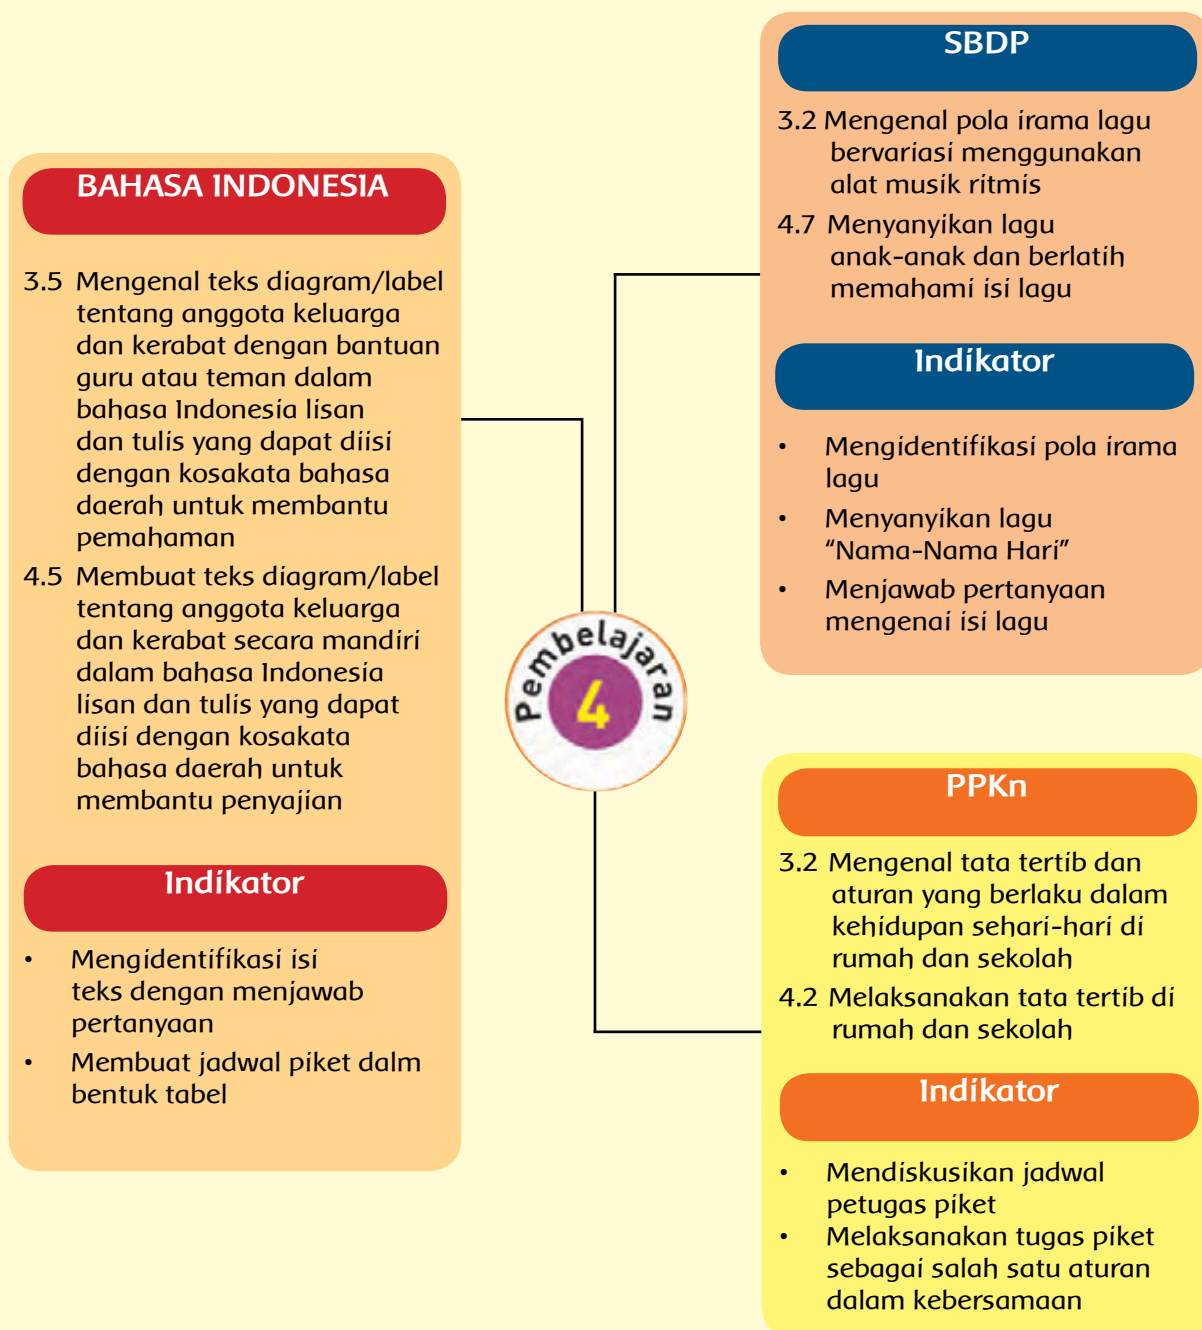 BAHASA INDONESIA
3.5 Mengenal teks diagram/label
tentang anggota keluarga
dan kerabat dengan bantuan
guru atau teman dalam
bahasa Indonesia lisan
dan tulis yang dapat diisi
dengan kosakata bahasa
daerah untuk membantu
pemahaman
4.5 Membuat teks diagram/label
tentang anggota keluarga
dan kerabat secara mandiri
dalam bahasa Indonesia
lisan dan tulis yang dapat
diisi dengan kosakata
bahasa daerah untuk
membantu penyajian
Indikator
• Mengidentifikasi isi
teks dengan menjawab
pertanyaan
• Membuat jadwal piket dalm
bentuk tabel
Pembelajaran
4
SBDP
3.2 Mengenal pola irama lagu
bervariasi menggunakan
alat musik ritmis
4.7 Menyanyikan lagu
anak-anak dan berlatih
memahami isi lagu
Indikator
• Mengidentifikasi pola irama
lagu
• Menyanyikan lagu
“Nama-Nama Hari”
• Menjawab pertanyaan
mengenai isi lagu
PPKn
3.2 Mengenal tata tertib dan
aturan yang berlaku dalam
kehidupan sehari-hari di
rumah dan sekolah
4.2 Melaksanakan tata tertib di
rumah dan sekolah
Indikator
• Mendiskusikan jadwal
petugas piket
• Melaksanakan tugas piket
sebagai salah satu aturan
dalam kebersamaan